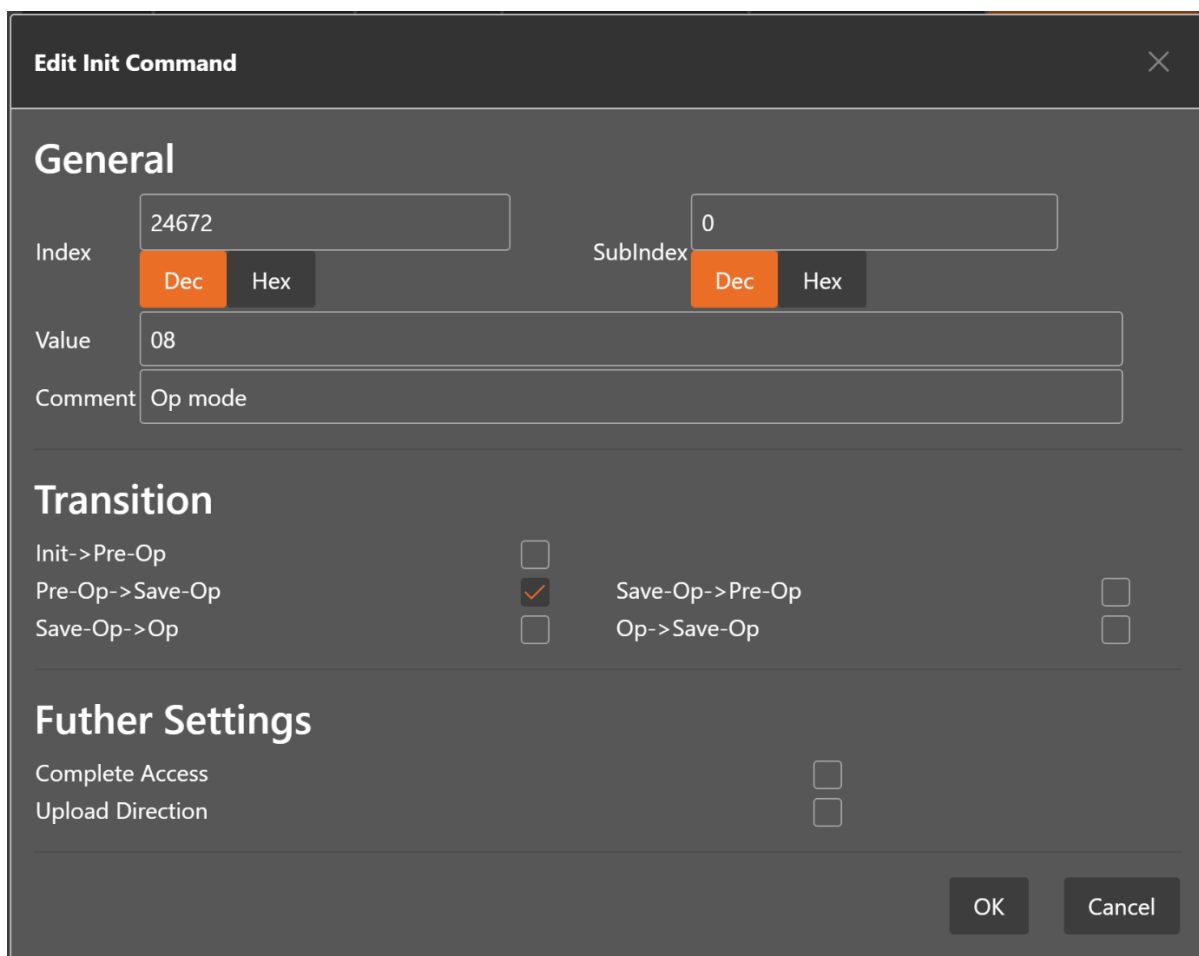 Edit Init Command
General
Index 24672 SubIndex 0
Dec Hex Dec Hex
Value 08
Comment Op mode
Transition
Init->Pre-Op
Pre-Op->Save-Op Save-Op->Pre-Op
Save-Op->Op Op->Save-Op
Futher Settings
Complete Access
Upload Direction
OK Cancel